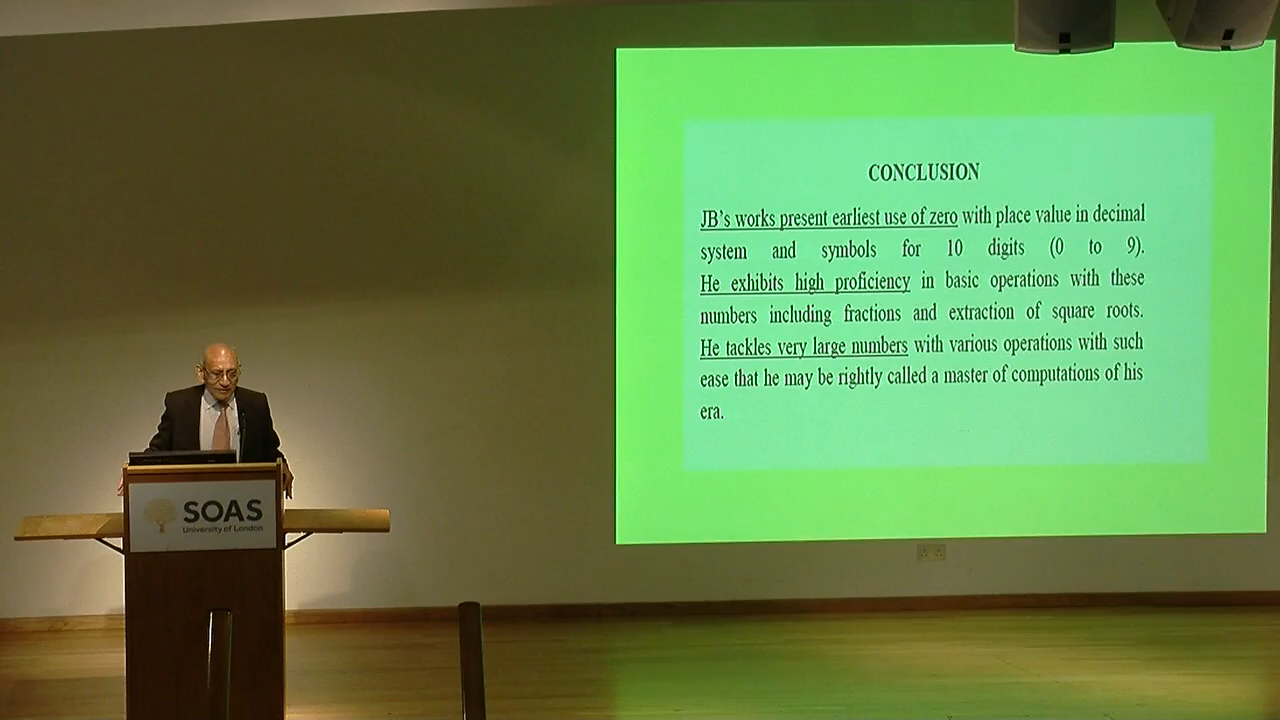 CONCLUSION
JB's works present earliest use of zero with place value in decimal
system and symbols for 10 digits (0 to 9).
He exhibits high proficiency in basic operations with these
numbers including fractions and extraction of square roots.
He tackles very large numbers with various operations with such
ease that he may be rightly called a master of computations of his
era.
SOAS
University of London